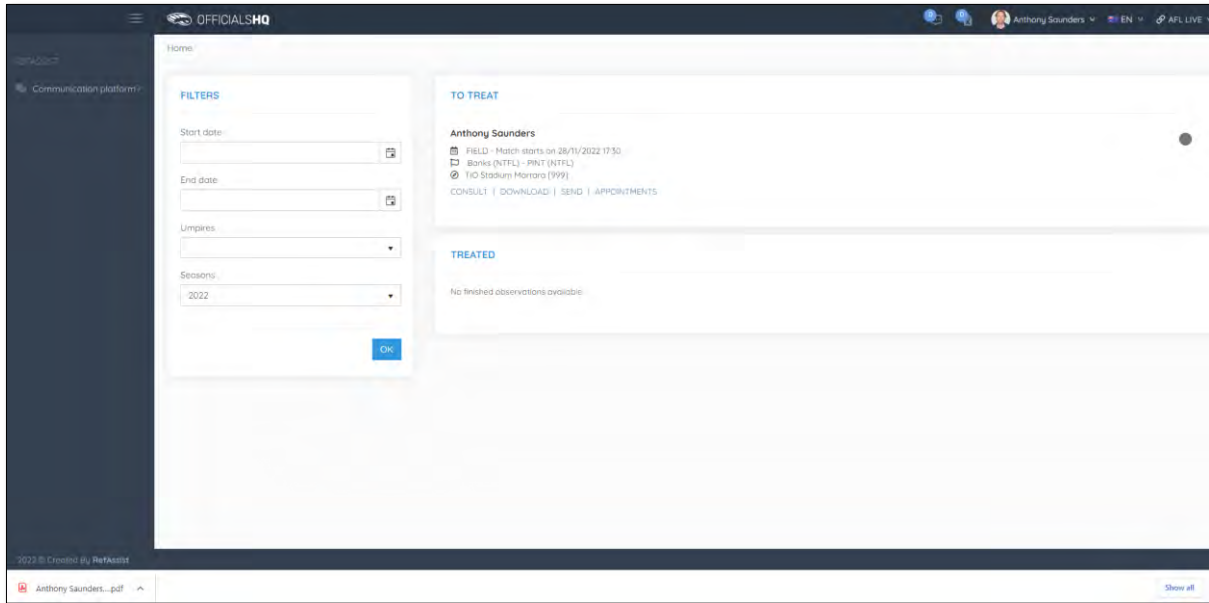 OFFICIALSHQ
Anthony Saunders
EN
AFL LIVE
REFASSIST
Communication platform
Home
FILTERS
Start date
End date
Umpires
Seasons
2022
OK
TO TREAT
Anthony Saunders
FIELD - Match starts on 28/11/2022 17:30
Banks (NTFL) - PINT (NTFL)
TIO Stadium Marrara (999)
CONSULT | DOWNLOAD | SEND | APPOINTMENTS
TREATED
No finished observations available
2022 © Created By RefAssist
Anthony Saunders....pdf
Show all